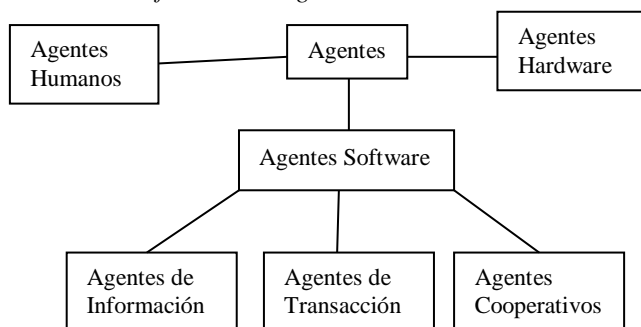 Agentes
Humanos
Agentes
Agentes
Hardware
Agentes Software
Agentes de
Información
Agentes de
Transacción
Agentes
Cooperativos